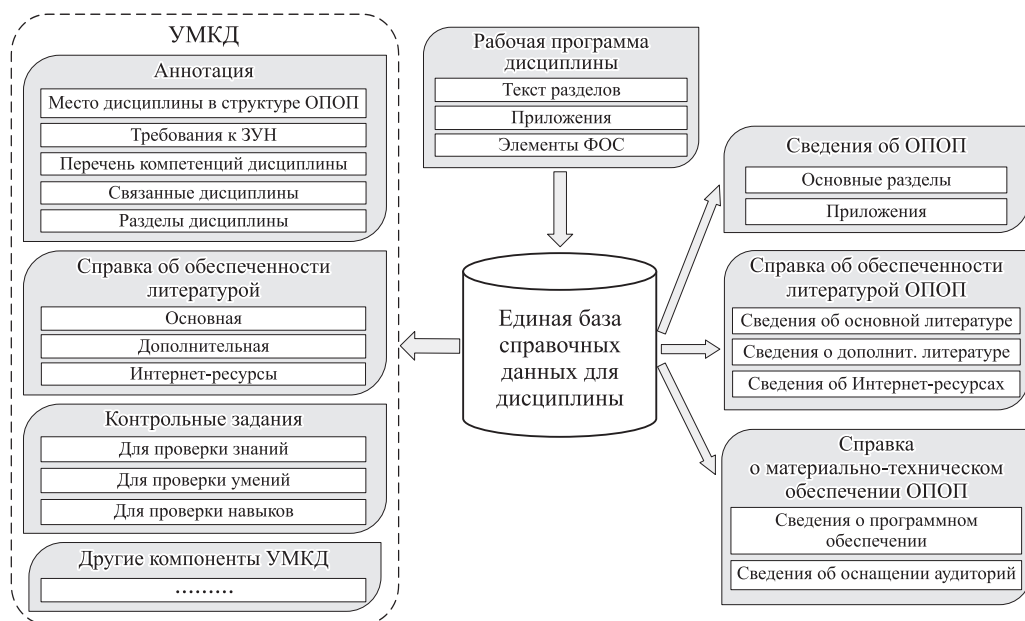 УМКД
Аннотация
Место дисциплины в структуре ОПОП
Требования к ЗУН
Перечень компетенций дисциплины
Связанные дисциплины
Разделы дисциплины
Справка об обеспеченности
литературой
Основная
Дополнительная
Интернет-ресурсы
Контрольные задания
Для проверки знаний
Для проверки умений
Для проверки навыков
Другие компоненты УМКД
.........
Рабочая программа
дисциплины
Текст разделов
Приложения
Элементы ФОС
Единая база
справочных
данных для
дисциплины
Сведения об ОПОП
Основные разделы
Приложения
Справка об обеспеченности
литературой ОПОП
Сведения об основной литературе
Сведения о дополнит. литературе
Сведения об Интернет-ресурсах
Справка
о материально-техническом
обеспечении ОПОП
Сведения о программном
обеспечении
Сведения об оснащении аудиторий